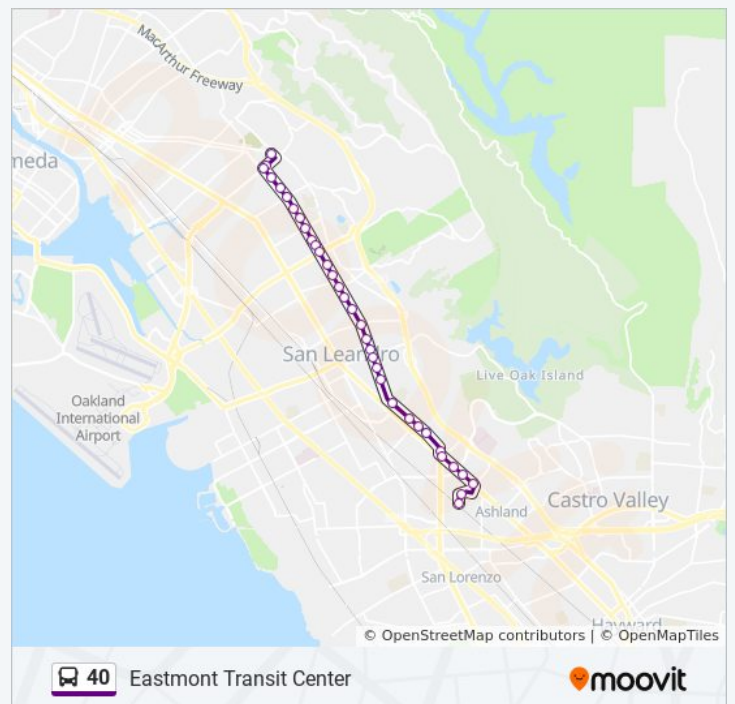 MacArthur Freeway
meda
San Leandro
Live Oak Island
Oakland
International
Airport
Castro Valley
Ashland
San Lorenzo
Hayward
© OpenStreetMap contributors | © OpenMapTiles
40 Eastmont Transit Center
moovit